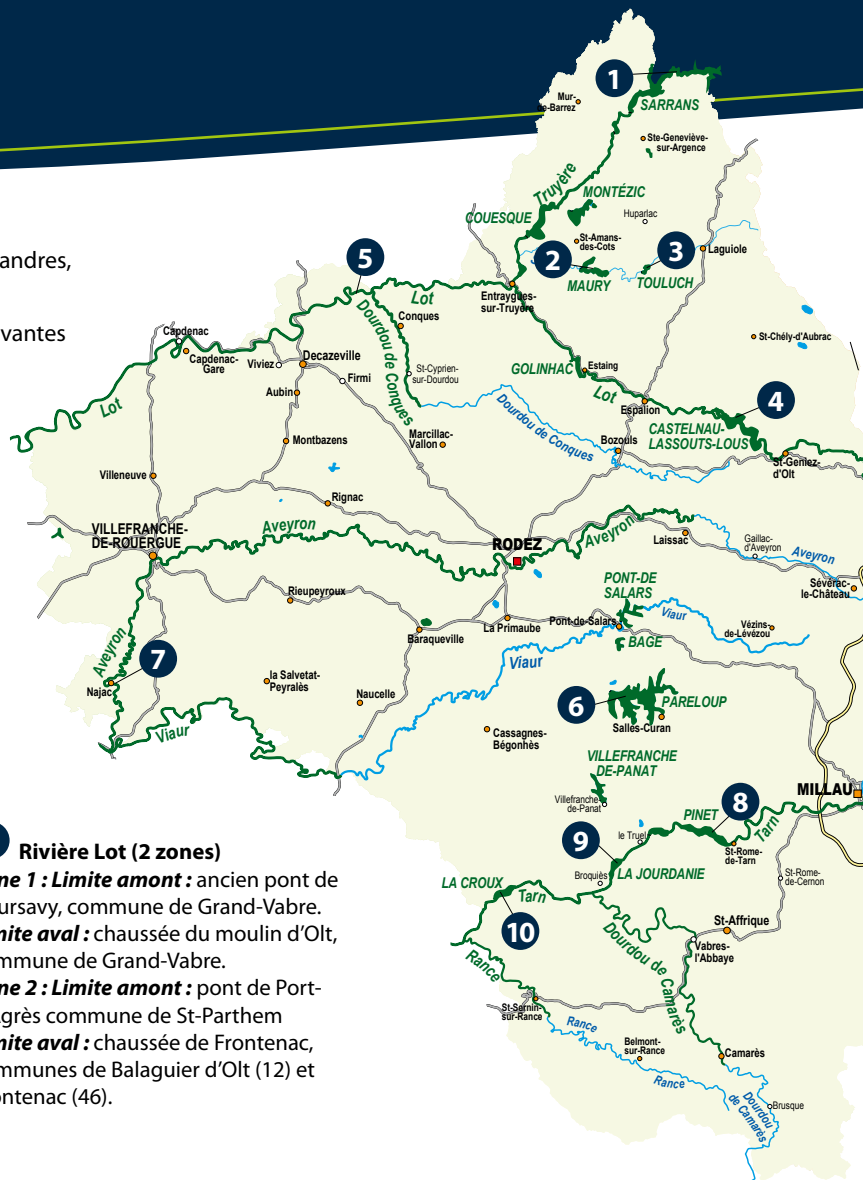 andres,
vantes
1
SARRANS
Mur-
de-Barrez
Ste-Geneviève-
sur-Argence
Truyère
MONTÉZIC
COUESQUE
Huparlac
St-Amans-
des-Cots
2
3
Laguiole
MAURY
TOULUCH
5
Lot
Entraygues-
sur-Truyère
Conques
Dourdou de Conques
St-Chély-d'Aubrac
Capdenac
Capdenac-
Gare
Viviez
Decazeville
Firmi
St-Cyprien-
sur-Dourdou
GOLINHAC
Estaing
Lot
Aubin
Espalion
4
Lot
Dourdou de Conques
CASTELNAU-
LASSOUTS-LOUS
Montbazens
Marcillac-
Vallon
Bozouls
St-Geniez-
d'Olt
Villeneuve
Rignac
VILLEFRANCHE-
DE-ROUERGUE
Aveyron
RODEZ
Aveyron
Laissac
Gaillac-
d'Aveyron
Aveyron
Sévérac-
le-Château
PONT-DE
SALARS
Rieupeyroux
Baraqueville
La Primaube
Pont-de-Salars
Viaur
Vézins-
de-Lévézou
BAGE
Aveyron
7
Najac
la Salvetat-
Peyralès
Naucelle
Viaur
6
PARELOUP
Salles-Curan
Viaur
Cassagnes-
Bégonhès
VILLEFRANCHE
DE-PANAT
Villefranche-
de-Panat
MILLAU
8
PINET
Tarn
le Truel
St-Rome-
de-Tarn
9
LA JOURDANIE
Broquiès
St-Rome-
de-Cernon
LA CROUX
Tarn
10
St-Affrique
Vabres-
l'Abbaye
Dourdou de Camarès
Rance
St-Sernin-
sur-Rance
Rance
Belmont-
sur-Rance
Rance
Camarès
Dourdou
de Camarès
Brusque
Rivière Lot (2 zones)
ne 1 : Limite amont : ancien pont de
ursavy, commune de Grand-Vabre.
mite aval : chaussée du moulin d'Olt,
mmune de Grand-Vabre.
ne 2 : Limite amont : pont de Port-
Agrès commune de St-Parthem
mite aval : chaussée de Frontenac,
mmunes de Balaguier d'Olt (12) et
ontenac (46).